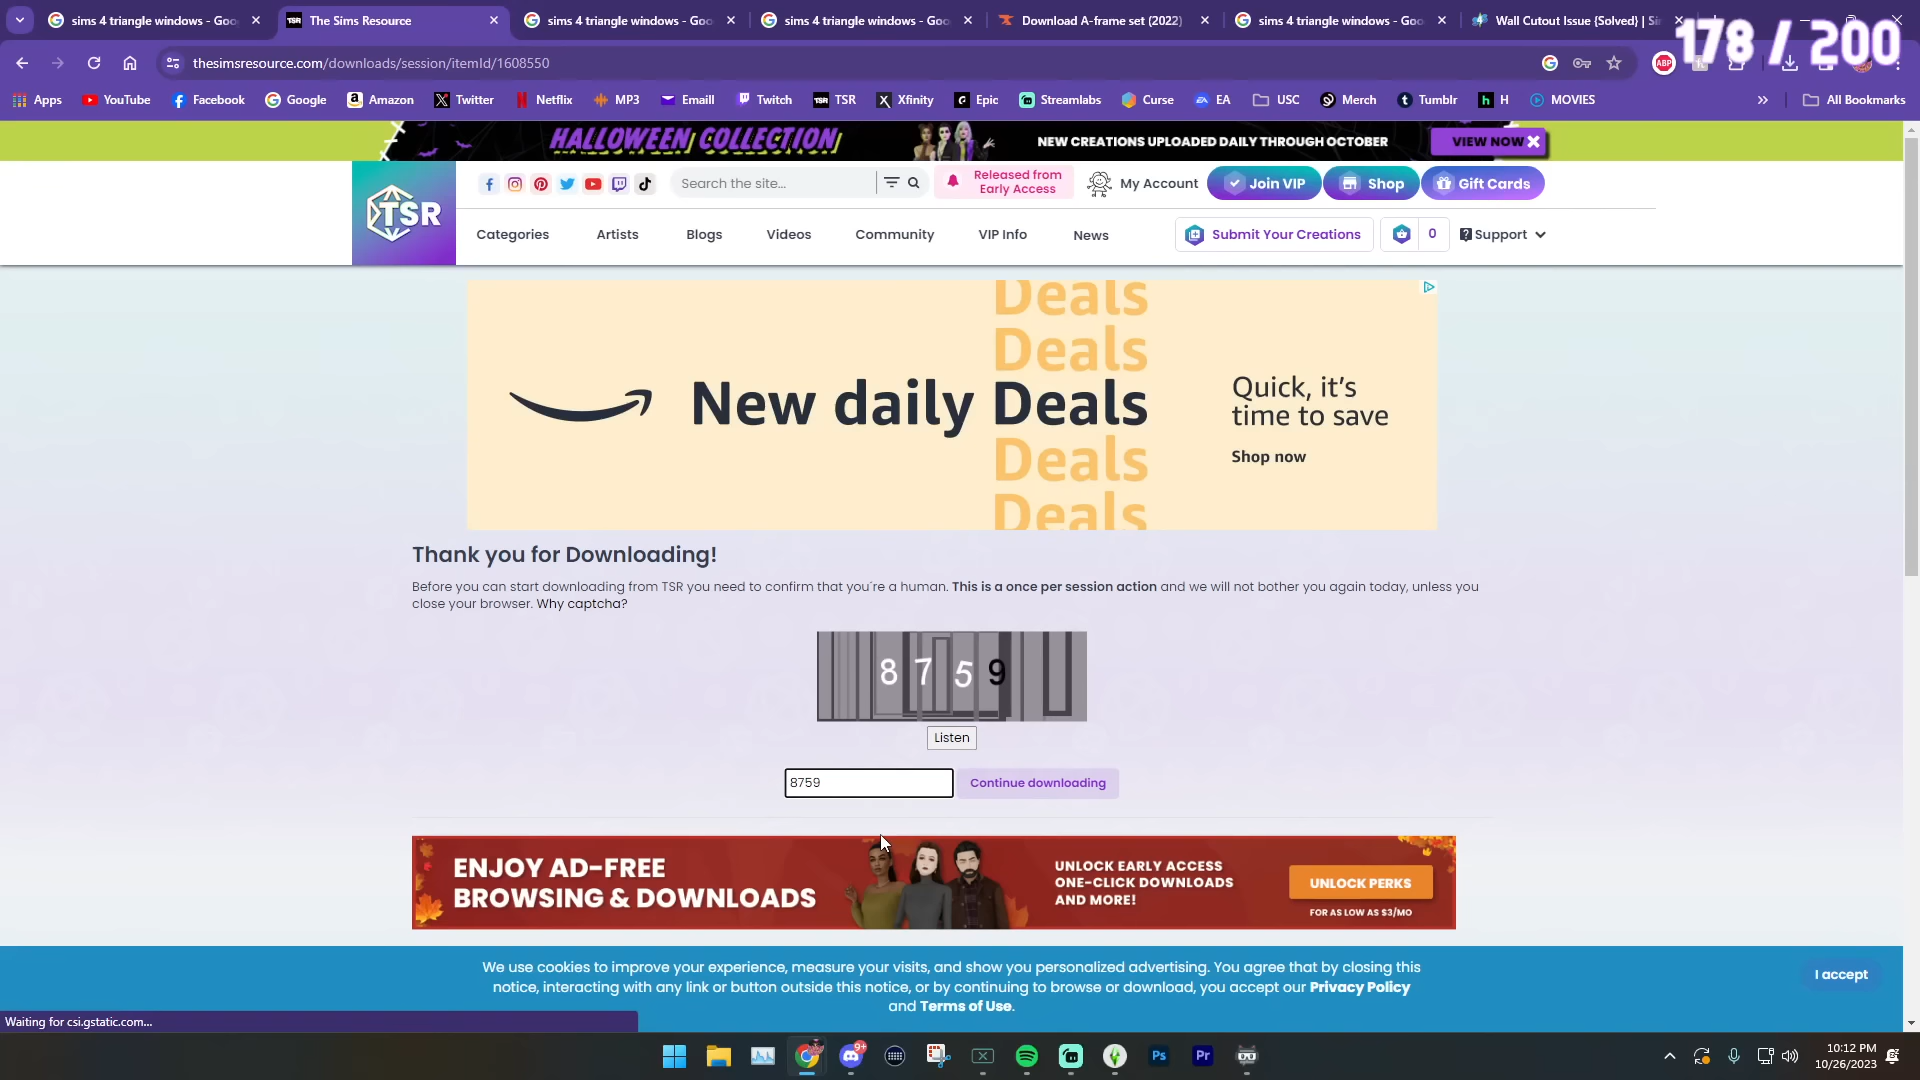 sims 4 triangle windows - Goo
The Sims Resource
sims 4 triangle windows - Goo
sims 4 triangle windows - Goo
Download A-frame set (2022)
sims 4 triangle windows - Goo
Wall Cutout Issue {Solved} | Si
178 / 200
thesimsresource.com/downloads/session/itemId/1608550
ABP
Apps
YouTube
Facebook
Google
Amazon
Twitter
Netflix
MP3
Emaill
Twitch
TSR
Xfinity
Epic
Streamlabs
Curse
EA
USC
Merch
Tumblr
H
MOVIES
All Bookmarks
HALLOWEEN COLLECTION
NEW CREATIONS UPLOADED DAILY THROUGH OCTOBER
VIEW NOW
TSR
Search the site...
Released from
Early Access
My Account
Join VIP
Shop
Gift Cards
Categories
Artists
Blogs
Videos
Community
VIP Info
News
Submit Your Creations
0
Support
Deals
Deals
New daily Deals
Deals
Deals
Quick, it's
time to save
Shop now
Thank you for Downloading!
Before you can start downloading from TSR you need to confirm that you're a human. This is a once per session action and we will not bother you again today, unless you
close your browser. Why captcha?
8 7 5 9
Listen
8759
Continue downloading
ENJOY AD-FREE
BROWSING & DOWNLOADS
UNLOCK EARLY ACCESS
ONE-CLICK DOWNLOADS
AND MORE!
UNLOCK PERKS
FOR AS LOW AS $3/MO
We use cookies to improve your experience, measure your visits, and show you personalized advertising. You agree that by closing this
notice, interacting with any link or button outside this notice, or by continuing to browse or download, you accept our Privacy Policy
and Terms of Use.
I accept
Waiting for csi.gstatic.com...
9+
Ps
Pr
10:12 PM
10/26/2023